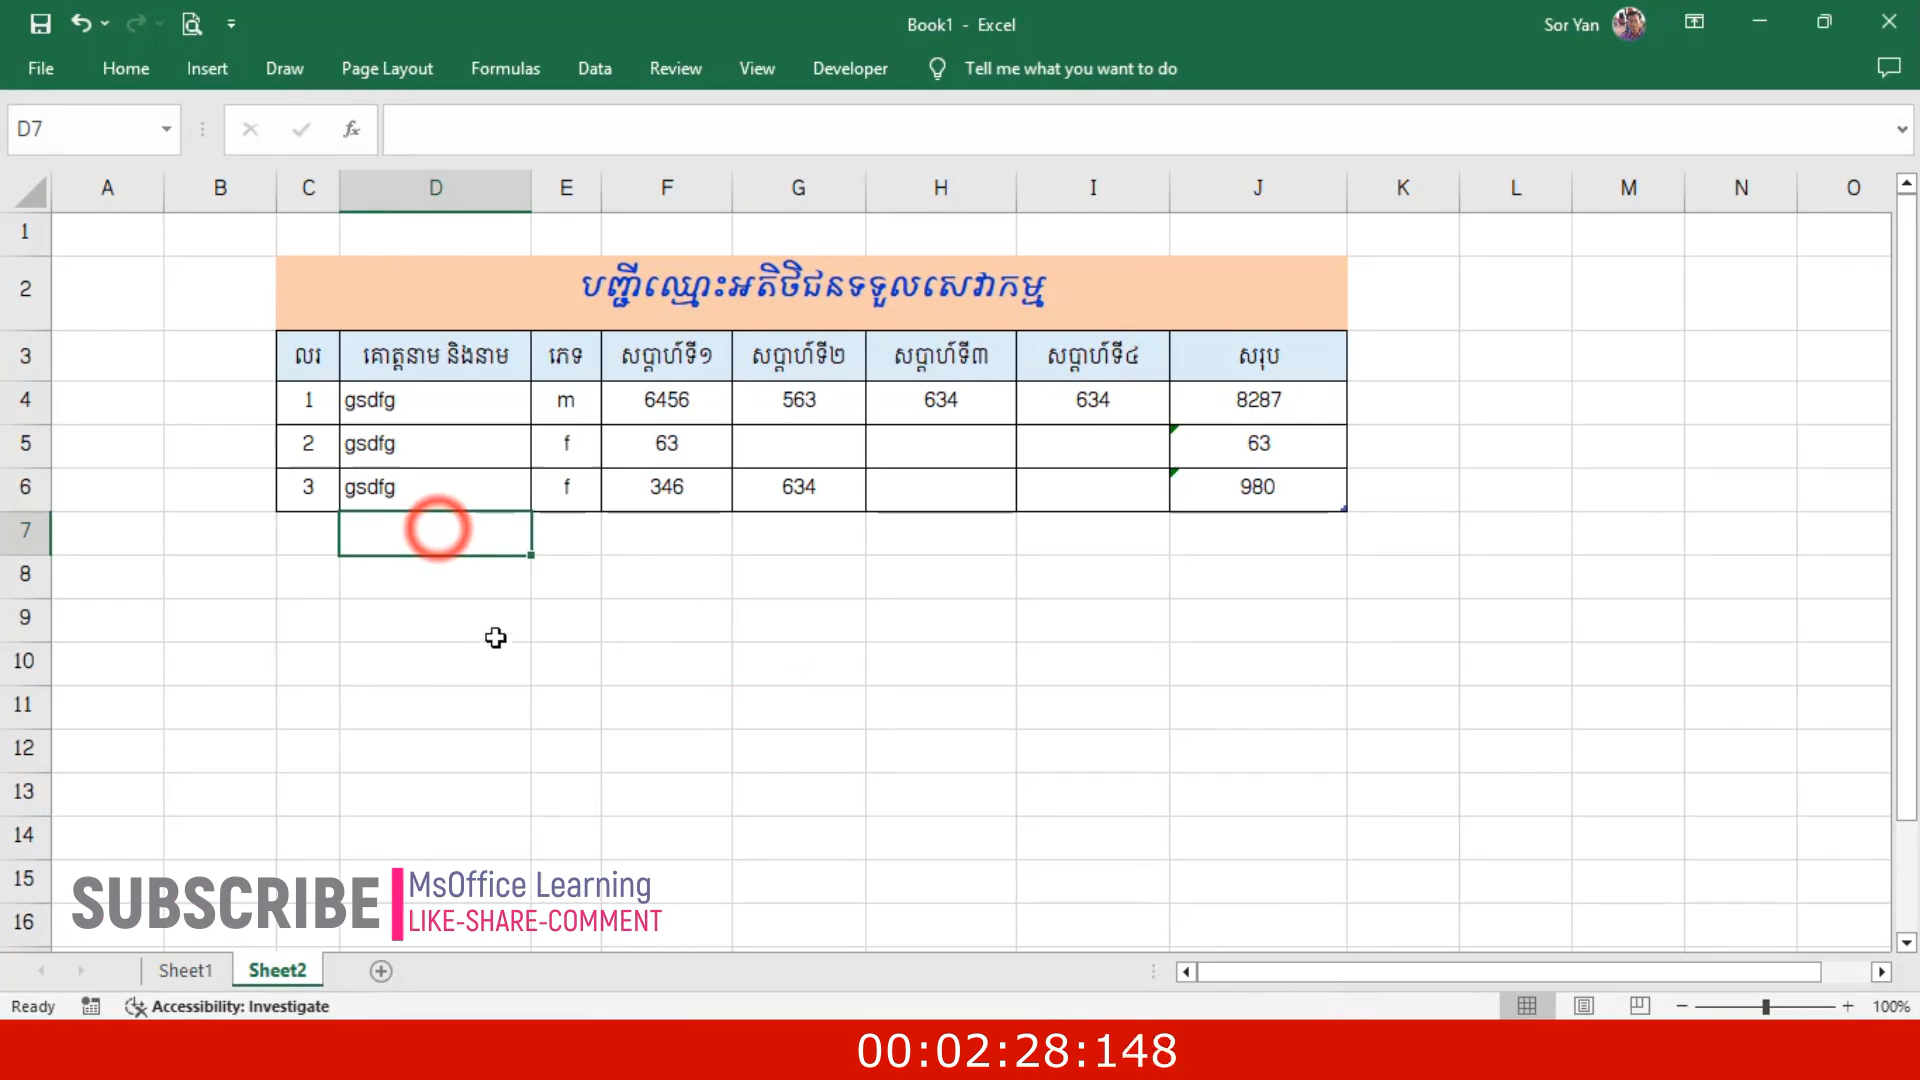 Book1 - Excel
Sor Yan
File Home Insert Draw Page Layout Formulas Data Review View Developer Tell me what you want to do
D7
fx
A B C D E F G H I J K L M N O
1
2 បញ្ជីឈ្មោះអតិថិជនទទួលសេវាកម្ម
3 លរ គោត្តនាម និងនាម ភេទ សប្តាហ៍ទី១ សប្តាហ៍ទី២ សប្តាហ៍ទី៣ សប្តាហ៍ទី៤ សរុប
4 1 gsdfg m 6456 563 634 634 8287
5 2 gsdfg f 63 63
6 3 gsdfg f 346 634 980
7
8
9
10
11
12
13
14
15
16
SUBSCRIBE
MsOffice Learning
LIKE-SHARE-COMMENT
Sheet1 Sheet2
Ready Accessibility: Investigate 100%
00:02:28:148